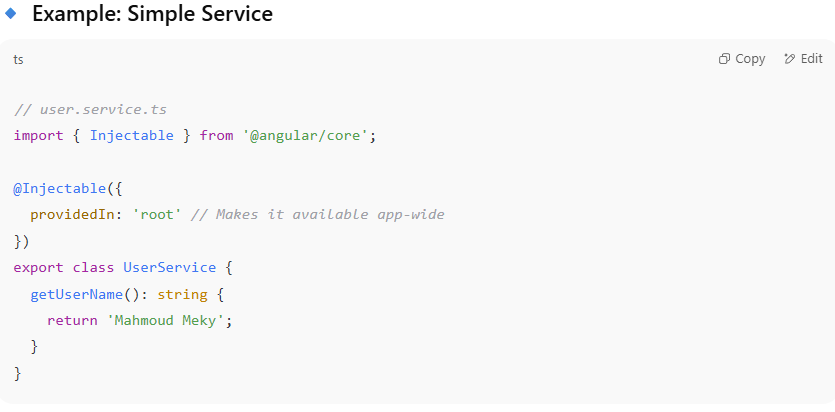 Example: Simple Service
ts
Copy
Edit
// user.service.ts
import { Injectable } from '@angular/core';
@Injectable({
  providedIn: 'root' // Makes it available app-wide
})
export class UserService {
  getUserName(): string {
    return 'Mahmoud Meky';
  }
}